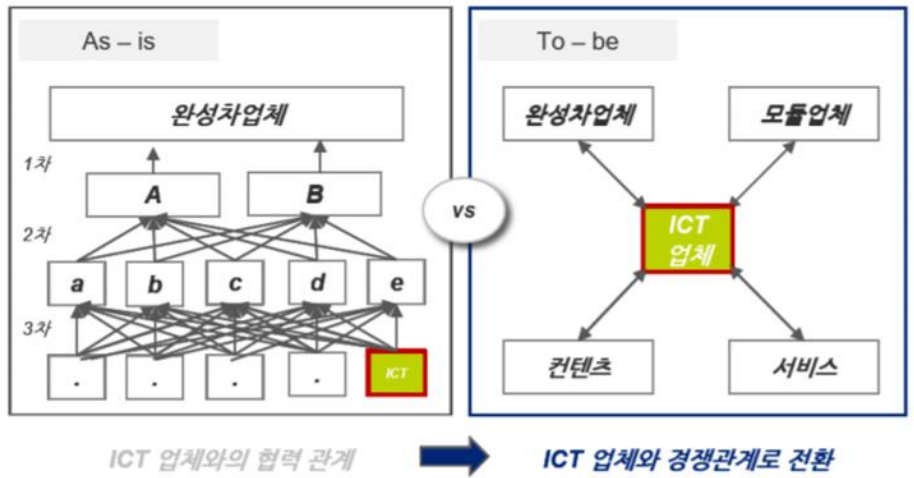 As – is
완성차업체
1차
A
B
2차
a
b
c
d
e
3차
.
.
.
.
ICT
vs
To – be
완성차업체
모듈업체
ICT
업체
컨텐츠
서비스
ICT 업체와의 협력 관계
ICT 업체와 경쟁관계로 전환